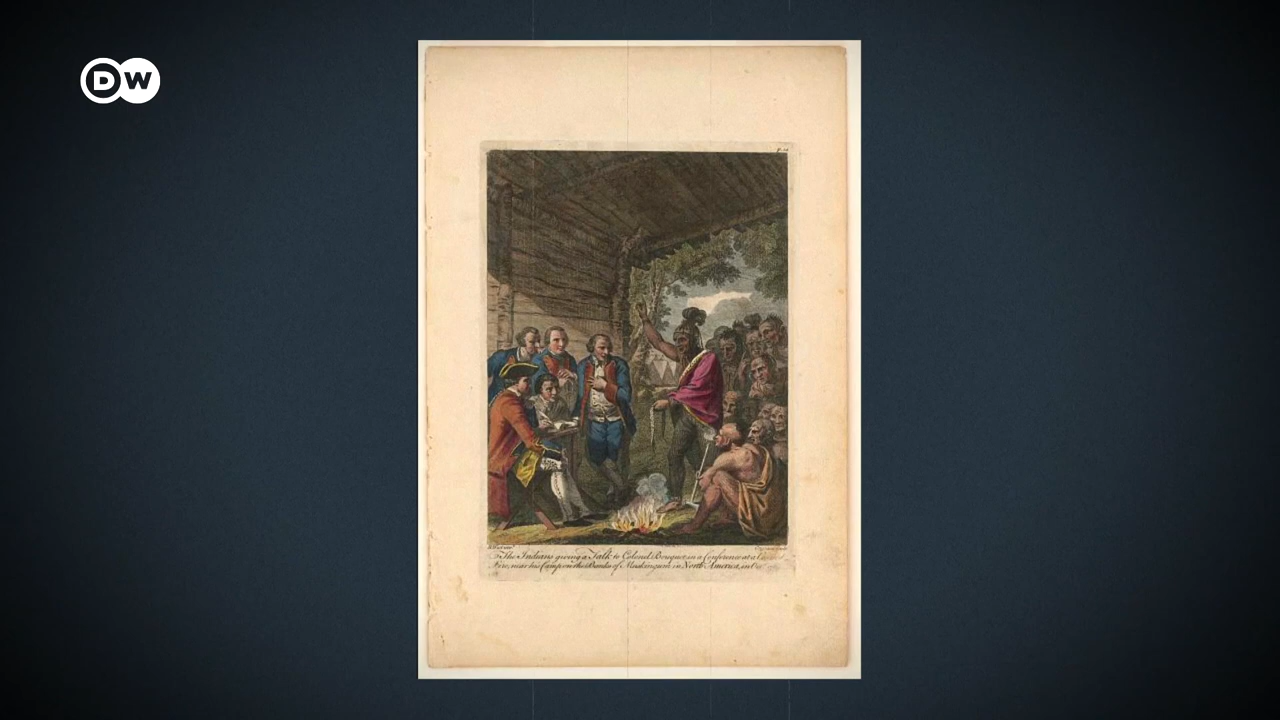 DW
The Indians giving a Talk to Colonel Bouquet in a Conference at a
Fire, near his Camp on the Banks of Muskingum in North America, in